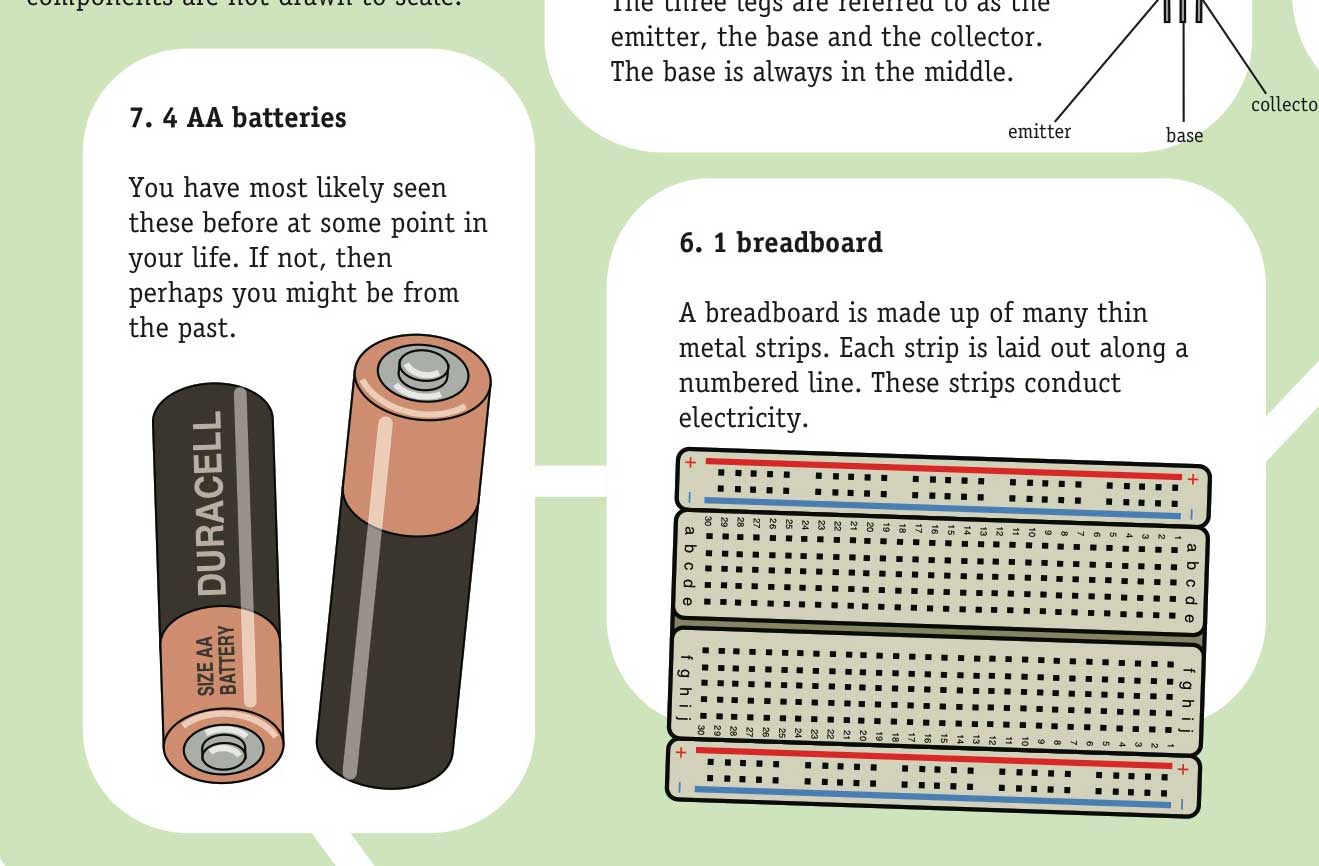 components are not drawn to scale.
The three legs are referred to as the
emitter, the base and the collector.
The base is always in the middle.
emitter
base
collecto
7. 4 AA batteries
You have most likely seen
these before at some point in
your life. If not, then
perhaps you might be from
the past.
DURACELL
SIZE AA
BATTERY
6. 1 breadboard
A breadboard is made up of many thin
metal strips. Each strip is laid out along a
numbered line. These strips conduct
electricity.
+ +
− −
30 29 28 27 26 25 24 23 22 21 20 19 18 17 16 15 14 13 12 11 10 9 8 7 6 5 4 3 2 1
a a
b b
c c
d d
e e
f f
g g
h h
i i
j j
30 29 28 27 26 25 24 23 22 21 20 19 18 17 16 15 14 13 12 11 10 9 8 7 6 5 4 3 2 1
+ +
− −